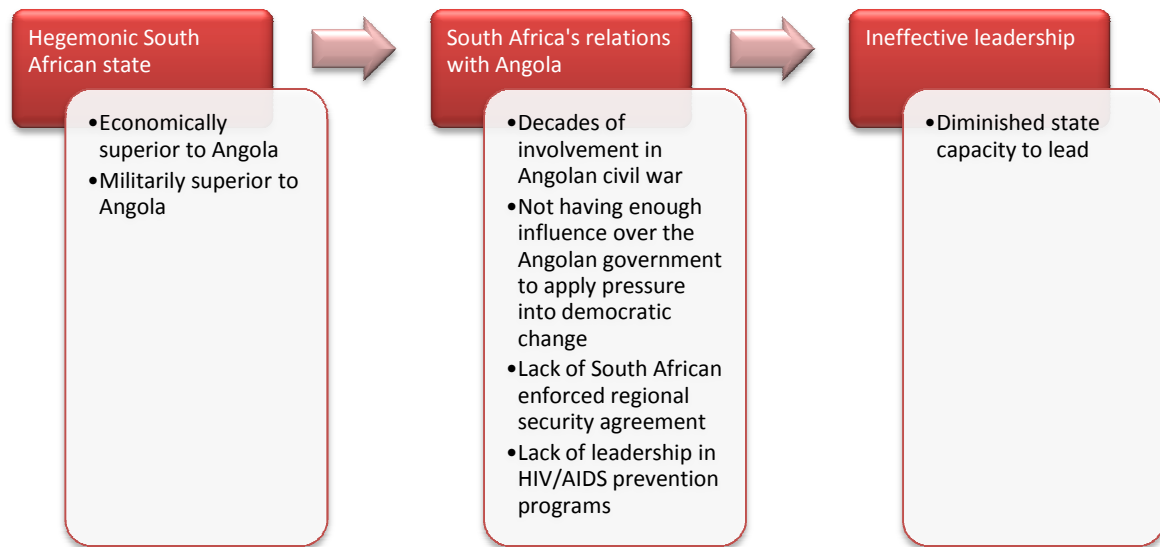 Hegemonic South
African state
•Economically
superior to Angola
•Militarily superior to
Angola
South Africa's relations
with Angola
•Decades of
involvement in
Angolan civil war
•Not having enough
influence over the
Angolan government
to apply pressure
into democratic
change
•Lack of South African
enforced regional
security agreement
•Lack of leadership in
HIV/AIDS prevention
programs
Ineffective leadership
•Diminished state
capacity to lead